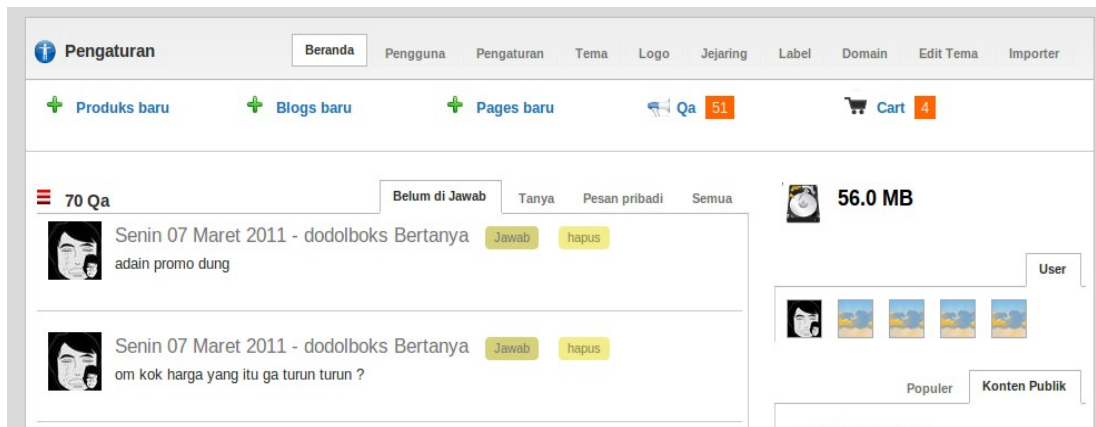 Pengaturan Beranda Pengguna Pengaturan Tema Logo Jejaring Label Domain Edit Tema Importer
Produks baru Blogs baru Pages baru Qa 51 Cart 4
70 Qa Belum di Jawab Tanya Pesan pribadi Semua
Senin 07 Maret 2011 - dodolboks Bertanya Jawab hapus
adain promo dung
Senin 07 Maret 2011 - dodolboks Bertanya Jawab hapus
om kok harga yang itu ga turun turun ?
56.0 MB
User
Populer Konten Publik